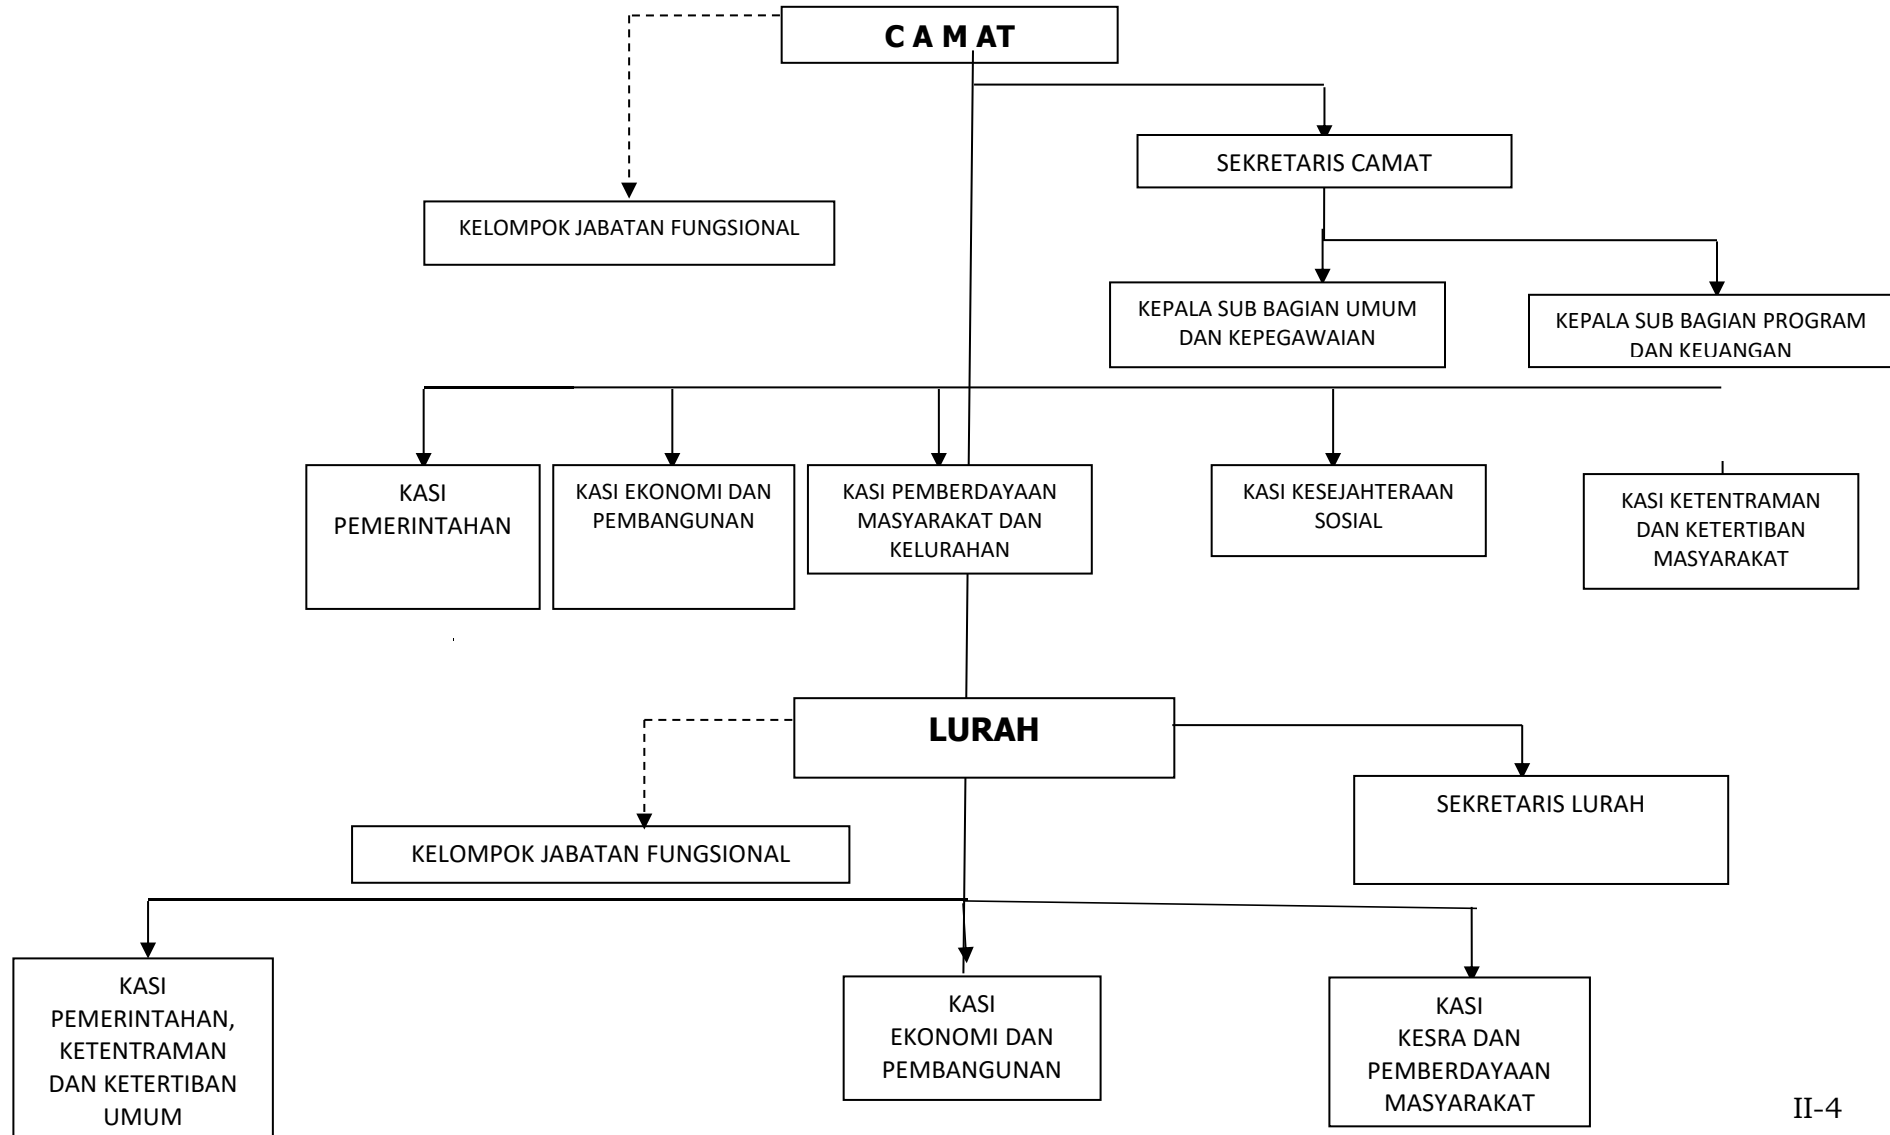 C A M AT
SEKRETARIS CAMAT
KELOMPOK JABATAN FUNGSIONAL
KEPALA SUB BAGIAN UMUM
DAN KEPEGAWAIAN
KEPALA SUB BAGIAN PROGRAM
DAN KEUANGAN
KASI
PEMERINTAHAN
KASI EKONOMI DAN
PEMBANGUNAN
KASI PEMBERDAYAAN
MASYARAKAT DAN
KELURAHAN
KASI KESEJAHTERAAN
SOSIAL
KASI KETENTRAMAN
DAN KETERTIBAN
MASYARAKAT
LURAH
SEKRETARIS LURAH
KELOMPOK JABATAN FUNGSIONAL
KASI
PEMERINTAHAN,
KETENTRAMAN
DAN KETERTIBAN
UMUM
KASI
EKONOMI DAN
PEMBANGUNAN
KASI
KESRA DAN
PEMBERDAYAAN
MASYARAKAT
II-4